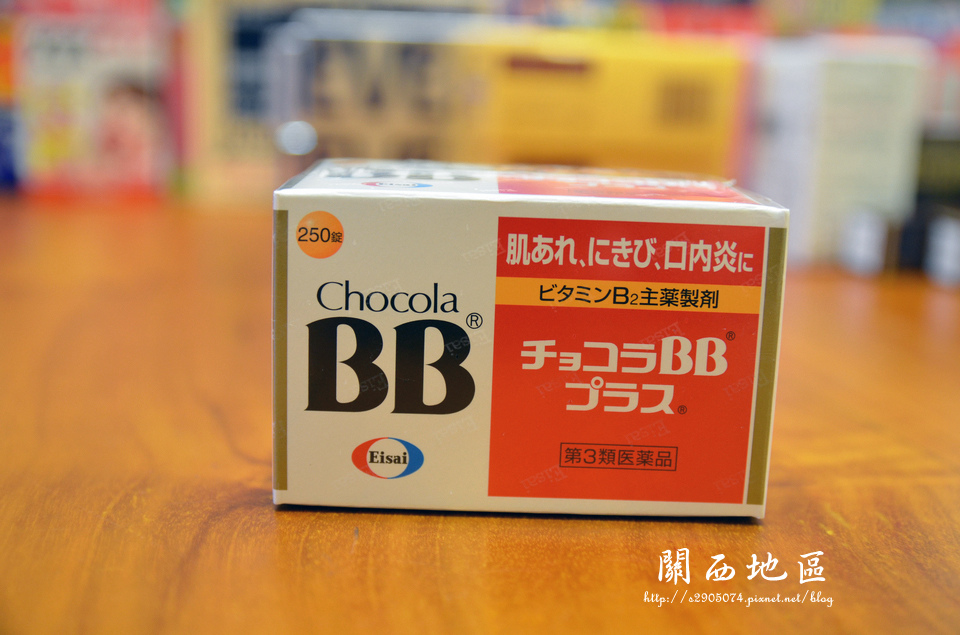 250錠
Chocola
BB®
Eisai
肌あれ、にきび、口内炎に
ビタミンB₂主薬製剤
チョコラBB®
プラス®
第3類医薬品
EVE
關西地區
http://s2905074.pixnet.net/blog